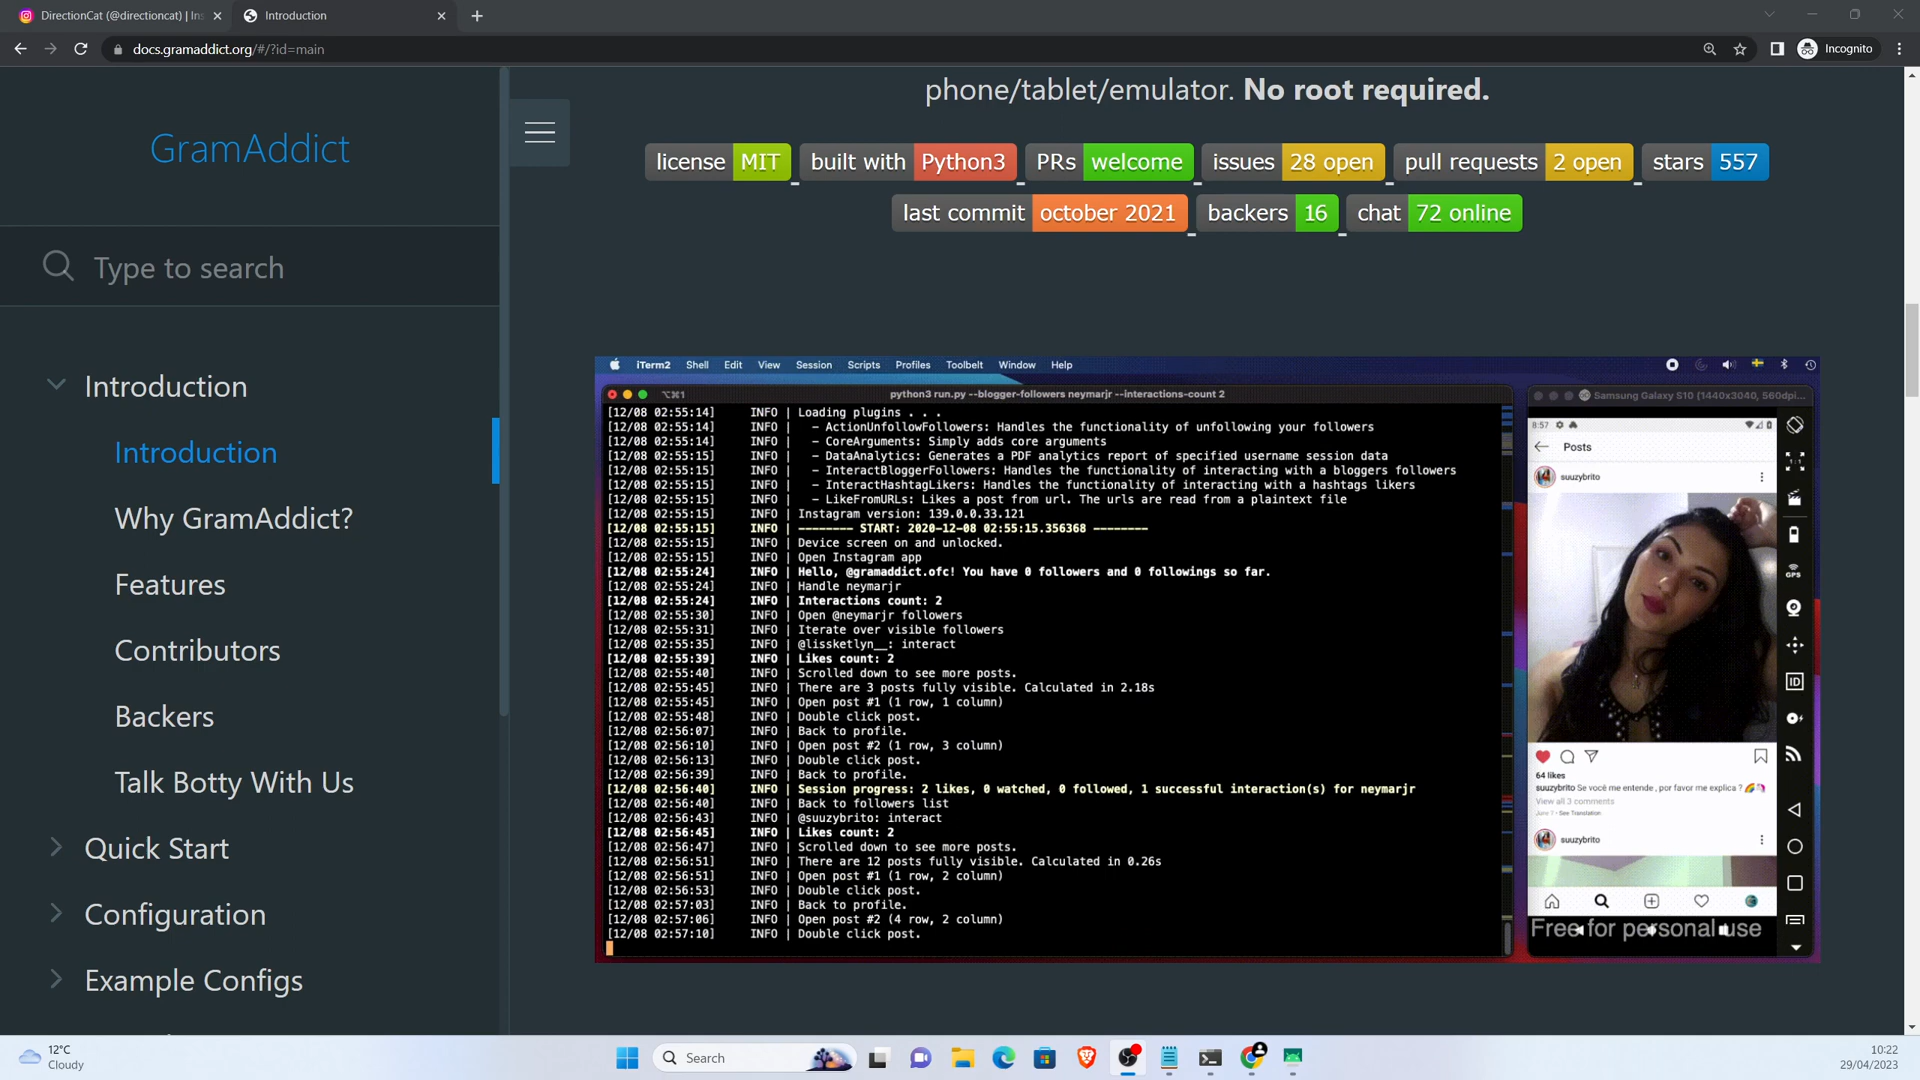 DirectionCat (@directioncat) | Ins
Introduction
docs.gramaddict.org/#/?id=main
Incognito
GramAddict
Type to search
Introduction
Introduction
Why GramAddict?
Features
Contributors
Backers
Talk Botty With Us
Quick Start
Configuration
Example Configs
phone/tablet/emulator. No root required.
license MIT built with Python3 PRs welcome issues 28 open pull requests 2 open stars 557
last commit october 2021 backers 16 chat 72 online
iTerm2 Shell Edit View Session Scripts Profiles Toolbelt Window Help
⌥⌘1 python3 run.py --blogger-followers neymarjr --interactions-count 2
[12/08 02:55:14] INFO | Loading plugins . . .
[12/08 02:55:14] INFO | - ActionUnfollowFollowers: Handles the functionality of unfollowing your followers
[12/08 02:55:14] INFO | - CoreArguments: Simply adds core arguments
[12/08 02:55:15] INFO | - DataAnalytics: Generates a PDF analytics report of specified username session data
[12/08 02:55:15] INFO | - InteractBloggerFollowers: Handles the functionality of interacting with a bloggers followers
[12/08 02:55:15] INFO | - InteractHashtagLikers: Handles the functionality of interacting with a hashtags likers
[12/08 02:55:15] INFO | - LikeFromURLs: Likes a post from url. The urls are read from a plaintext file
[12/08 02:55:15] INFO | Instagram version: 139.0.0.33.121
[12/08 02:55:15] INFO | -------- START: 2020-12-08 02:55:15.356368 --------
[12/08 02:55:15] INFO | Device screen on and unlocked.
[12/08 02:55:15] INFO | Open Instagram app
[12/08 02:55:24] INFO | Hello, @gramaddict.ofc! You have 0 followers and 0 followings so far.
[12/08 02:55:24] INFO | Handle neymarjr
[12/08 02:55:24] INFO | Interactions count: 2
[12/08 02:55:30] INFO | Open @neymarjr followers
[12/08 02:55:31] INFO | Iterate over visible followers
[12/08 02:55:35] INFO | @lissketlyn__: interact
[12/08 02:55:39] INFO | Likes count: 2
[12/08 02:55:40] INFO | Scrolled down to see more posts.
[12/08 02:55:45] INFO | There are 3 posts fully visible. Calculated in 2.18s
[12/08 02:55:45] INFO | Open post #1 (1 row, 1 column)
[12/08 02:55:48] INFO | Double click post.
[12/08 02:56:07] INFO | Back to profile.
[12/08 02:56:10] INFO | Open post #2 (1 row, 3 column)
[12/08 02:56:13] INFO | Double click post.
[12/08 02:56:39] INFO | Back to profile.
[12/08 02:56:40] INFO | Session progress: 2 likes, 0 watched, 0 followed, 1 successful interaction(s) for neymarjr
[12/08 02:56:40] INFO | Back to followers list
[12/08 02:56:43] INFO | @suuzybrito: interact
[12/08 02:56:45] INFO | Likes count: 2
[12/08 02:56:47] INFO | Scrolled down to see more posts.
[12/08 02:56:51] INFO | There are 12 posts fully visible. Calculated in 0.26s
[12/08 02:56:51] INFO | Open post #1 (1 row, 2 column)
[12/08 02:56:53] INFO | Double click post.
[12/08 02:57:03] INFO | Back to profile.
[12/08 02:57:06] INFO | Open post #2 (4 row, 2 column)
[12/08 02:57:10] INFO | Double click post.
Samsung Galaxy S10 (1440x3040, 560dpi...
8:57
Posts
suuzybrito
64 likes
suuzybrito Se você me entende , por favor me explica ? 🌈🦄
View all 3 comments
June 7 · See Translation
suuzybrito
Free for personal use
GPS
ID
12°C
Cloudy
Search
10:22
29/04/2023